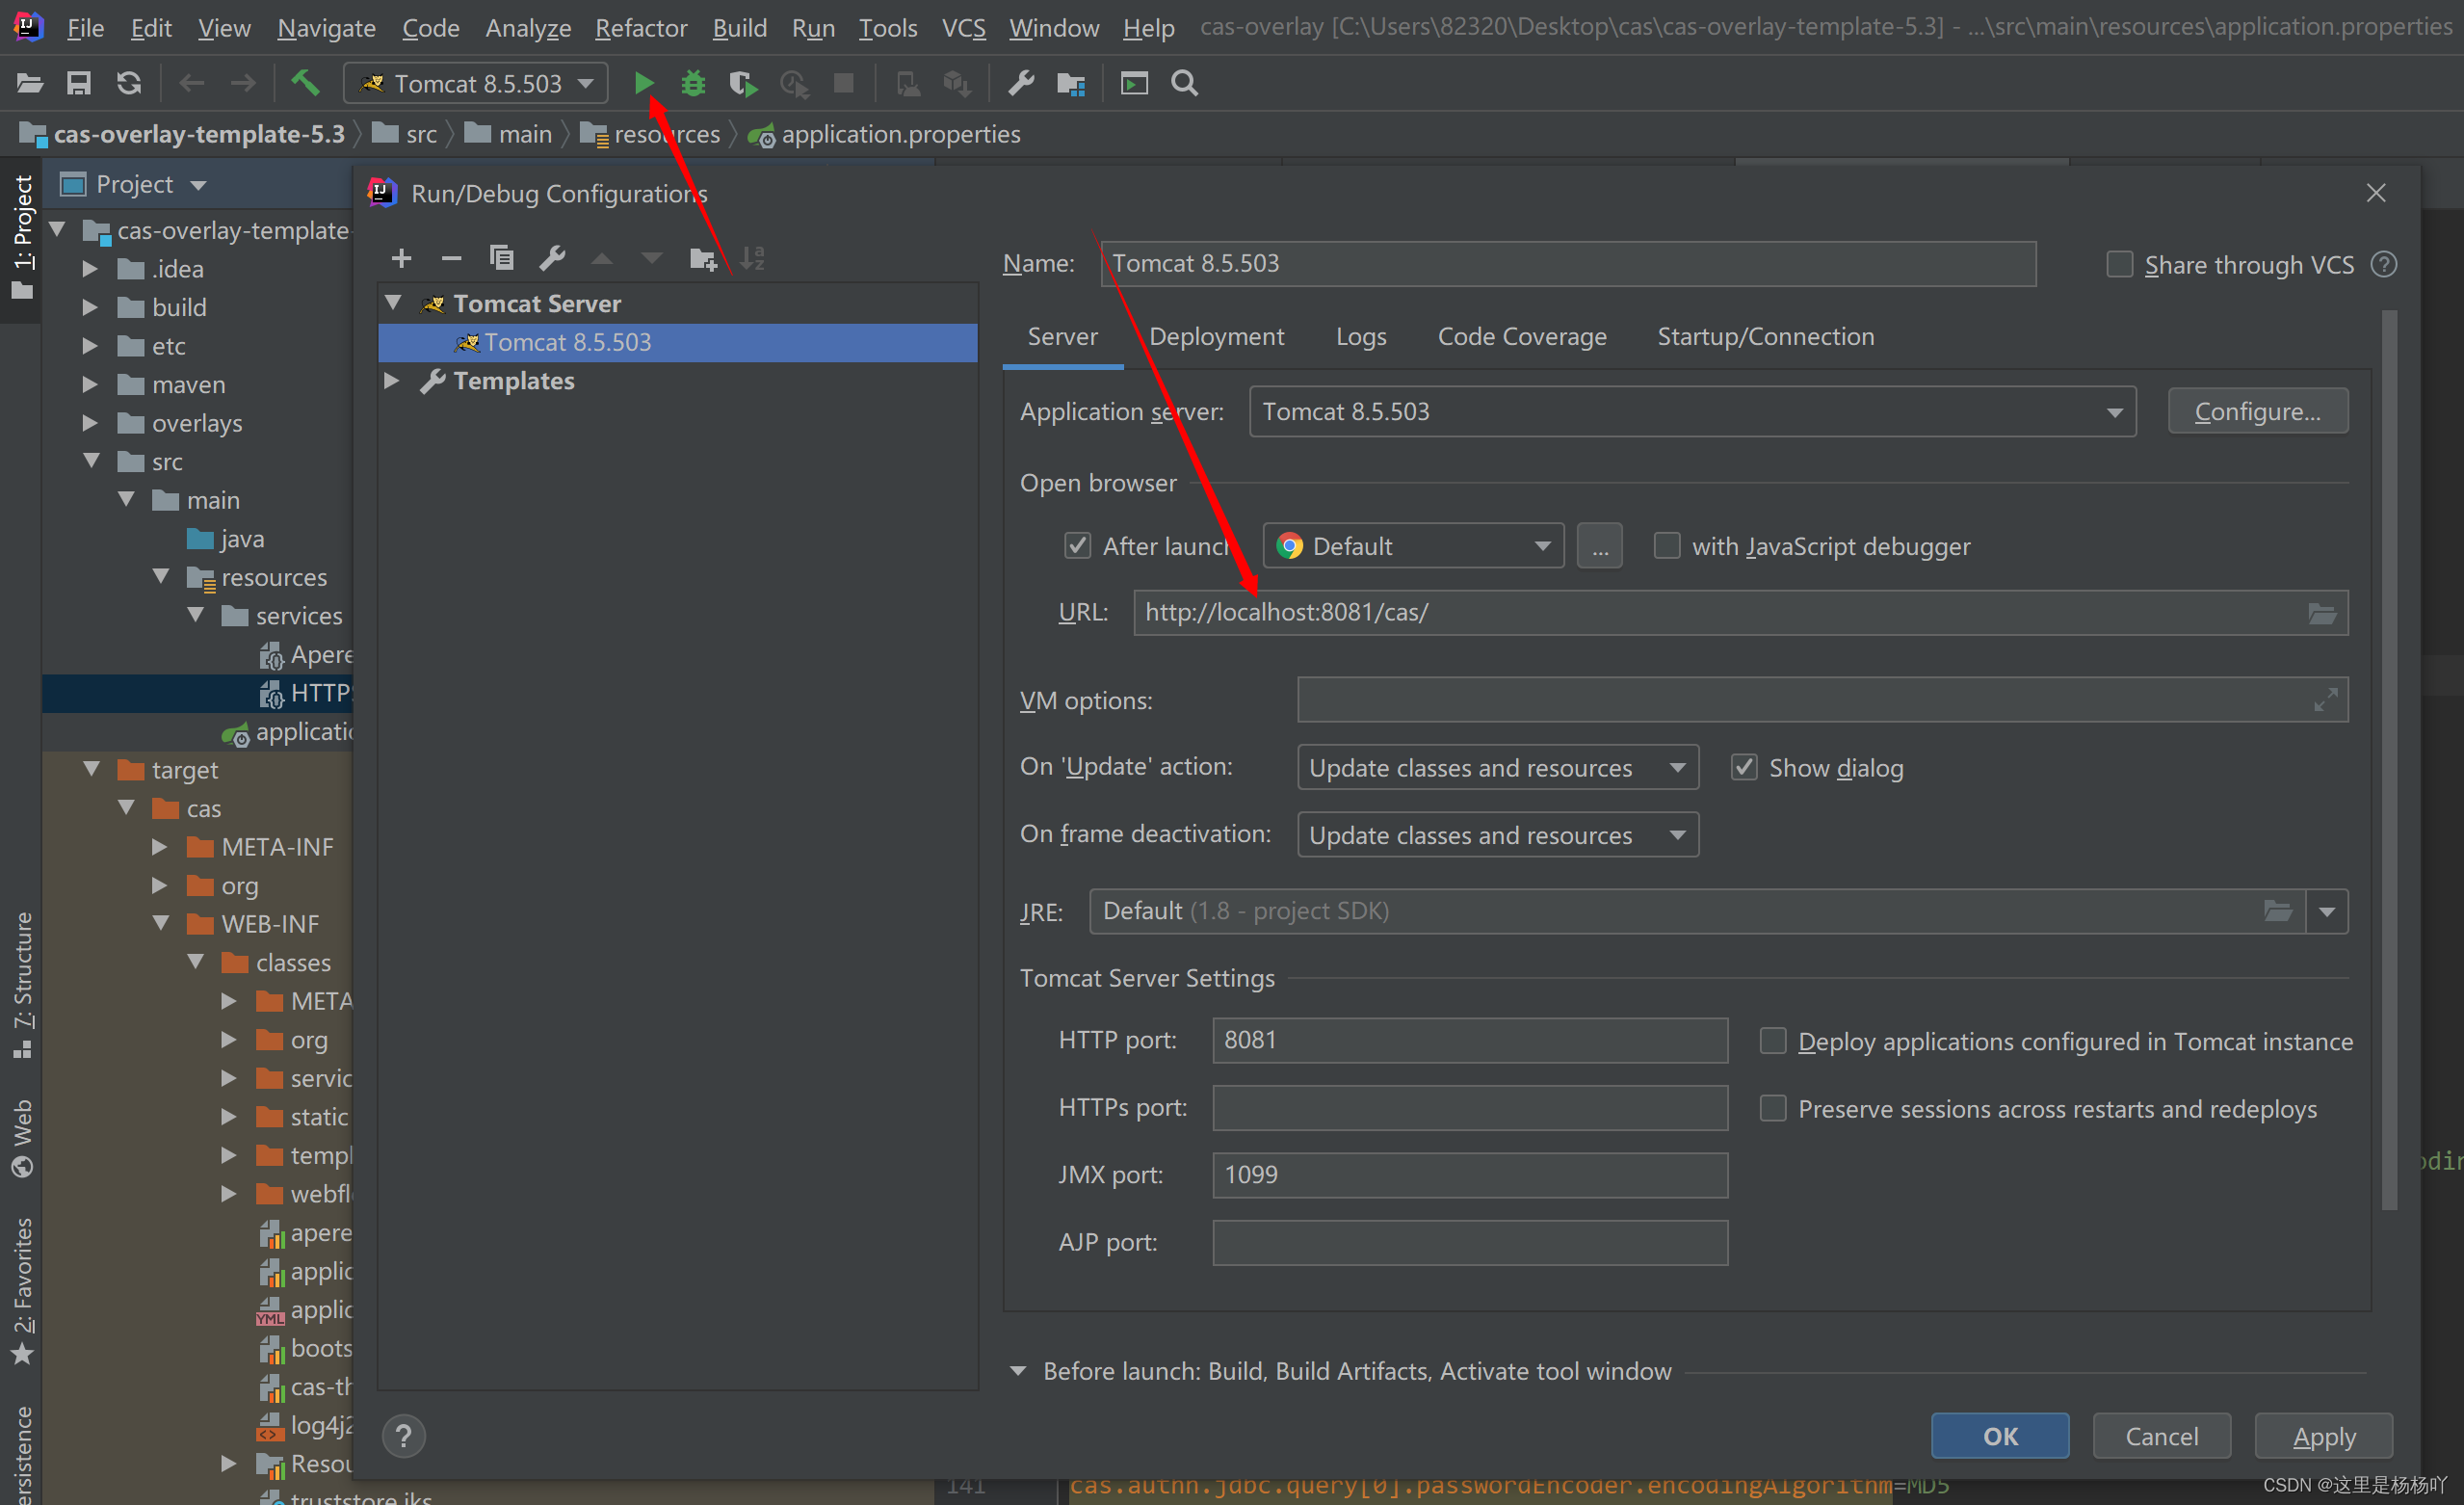 File Edit View Navigate Code Analyze Refactor Build Run Tools VCS Window Help cas-overlay [C:\Users\82320\Desktop\cas\cas-overlay-template-5.3] - ...\src\main\resources\application.properties
Tomcat 8.5.503
cas-overlay-template-5.3 src main resources application.properties
1: Project
Project
Run/Debug Configurations
cas-overlay-template-
.idea
build
etc
maven
overlays
src
main
java
resources
services
Apere
HTTPS
applicatio
target
cas
META-INF
org
WEB-INF
classes
META
org
servic
static
templ
webfl
apere
applic
applic
boots
cas-th
log4j2
Resou
truststore.jks
7: Structure
Web
2: Favorites
ersistence
Tomcat Server
Tomcat 8.5.503
Templates
Name: Tomcat 8.5.503 Share through VCS
Server Deployment Logs Code Coverage Startup/Connection
Application server: Tomcat 8.5.503 Configure...
Open browser
After launch Default ... with JavaScript debugger
URL: http://localhost:8081/cas/
VM options:
On 'Update' action: Update classes and resources Show dialog
On frame deactivation: Update classes and resources
JRE: Default (1.8 - project SDK)
Tomcat Server Settings
HTTP port: 8081 Deploy applications configured in Tomcat instance
HTTPs port: Preserve sessions across restarts and redeploys
JMX port: 1099
AJP port:
Before launch: Build, Build Artifacts, Activate tool window
? OK Cancel Apply
141 cas.authn.jdbc.query[0].passwordEncoder.encodingAlgorithm=MD5
CSDN @这里是杨杨吖